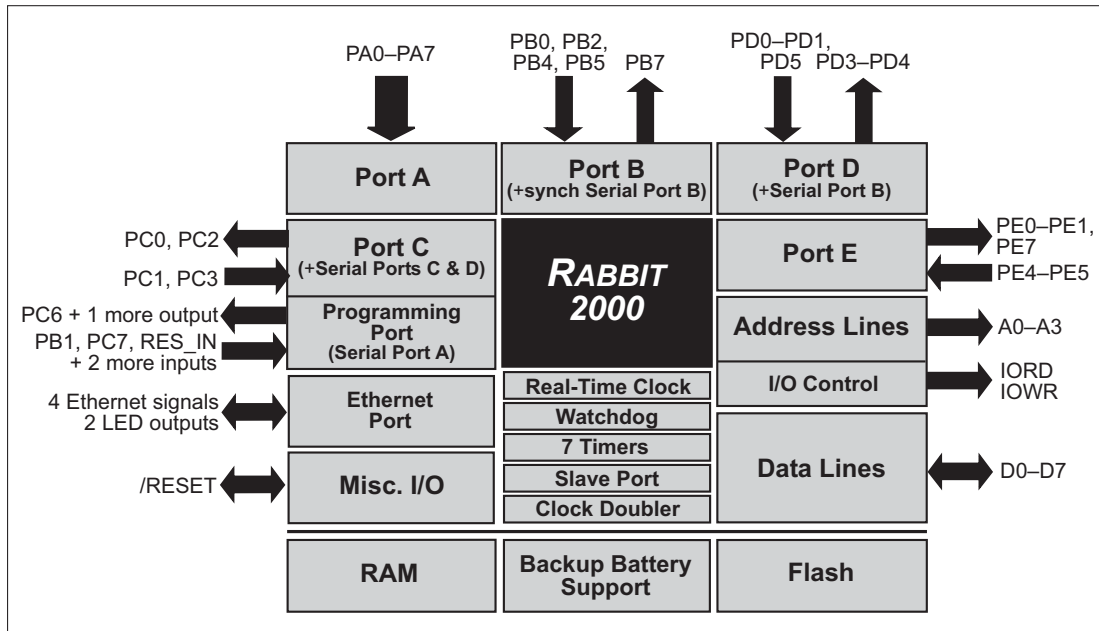 PA0–PA7
PB0, PB2,
PB4, PB5
PB7
PD0–PD1,
PD5
PD3–PD4
Port A
Port B
(+synch Serial Port B)
Port D
(+Serial Port B)
PC0, PC2
PC1, PC3
Port C
(+Serial Ports C & D)
RABBIT
2000
Port E
PE0–PE1,
PE7
PE4–PE5
PC6 + 1 more output
PB1, PC7, RES_IN
+ 2 more inputs
Programming
Port
(Serial Port A)
Address Lines
A0–A3
I/O Control
IORD
IOWR
4 Ethernet signals
2 LED outputs
Ethernet
Port
Real-Time Clock
Watchdog
7 Timers
Slave Port
Clock Doubler
Data Lines
D0–D7
/RESET
Misc. I/O
RAM
Backup Battery
Support
Flash